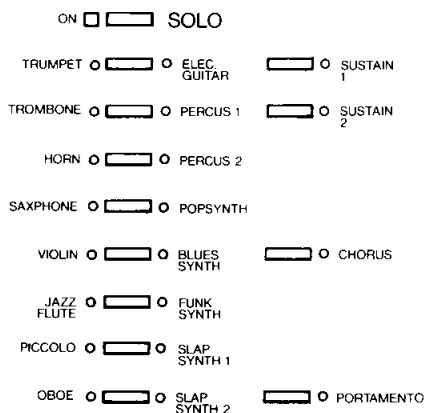 ON SOLO
TRUMPET ELEC. SUSTAIN
GUITAR 1
TROMBONE PERCUS 1 SUSTAIN
2
HORN PERCUS 2
SAXPHONE POPSYNTH
VIOLIN BLUES CHORUS
SYNTH
JAZZ FUNK
FLUTE SYNTH
PICCOLO SLAP
SYNTH 1
OBOE SLAP PORTAMENTO
SYNTH 2